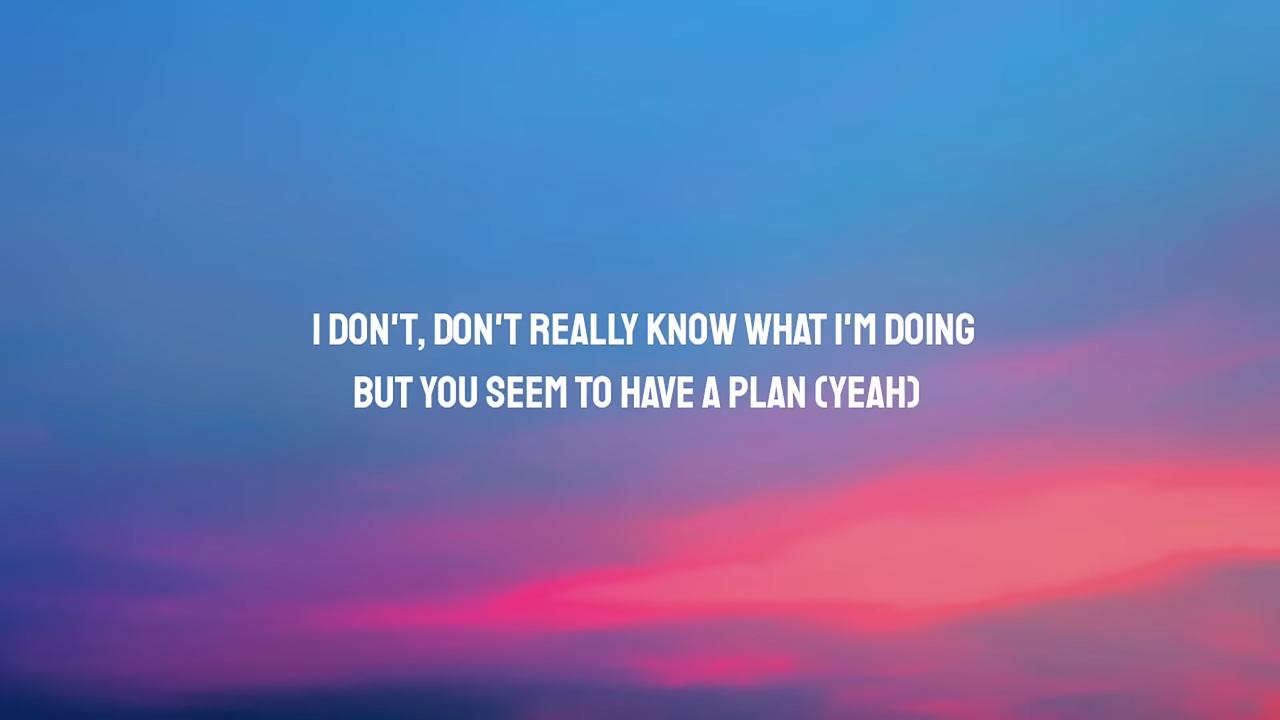 I DON'T, DON'T REALLY KNOW WHAT I'M DOING
BUT YOU SEEM TO HAVE A PLAN (YEAH)